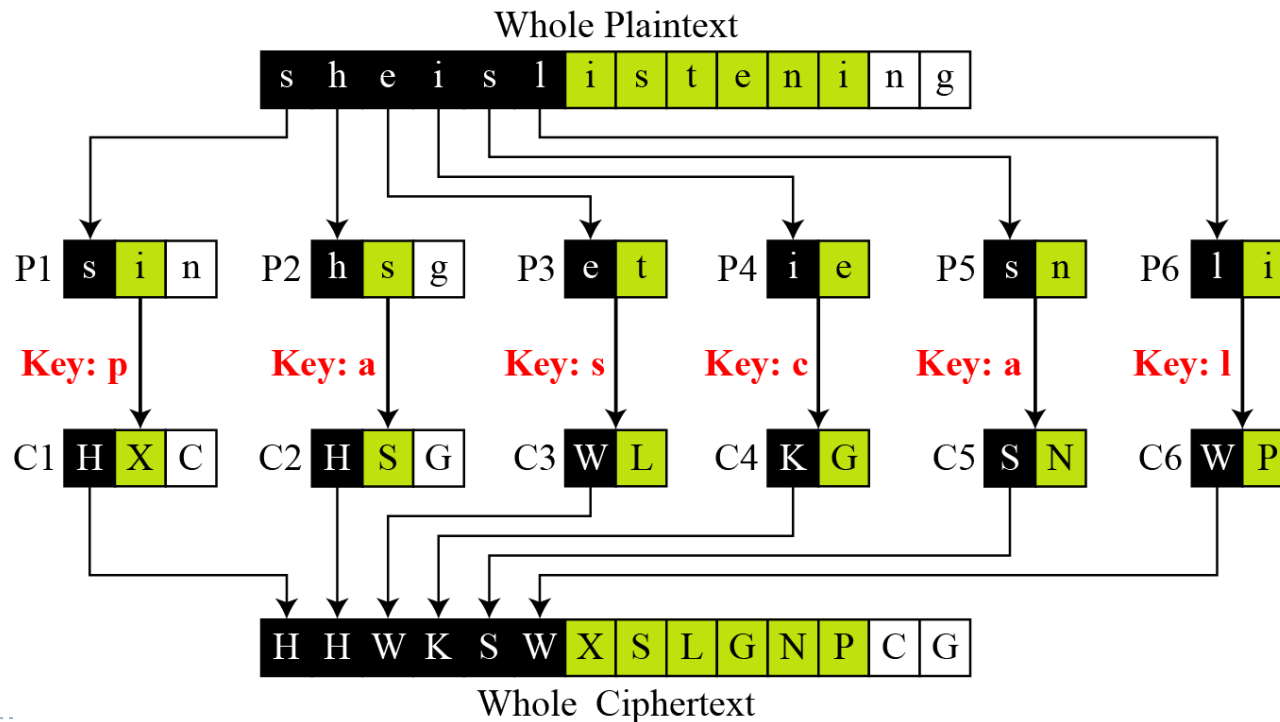 Whole Plaintext
s h e i s l i s t e n i n g
P1 s i n P2 h s g P3 e t P4 i e P5 s n P6 l i
Key: p Key: a Key: s Key: c Key: a Key: l
C1 H X C C2 H S G C3 W L C4 K G C5 S N C6 W P
H H W K S W X S L G N P C G
Whole Ciphertext